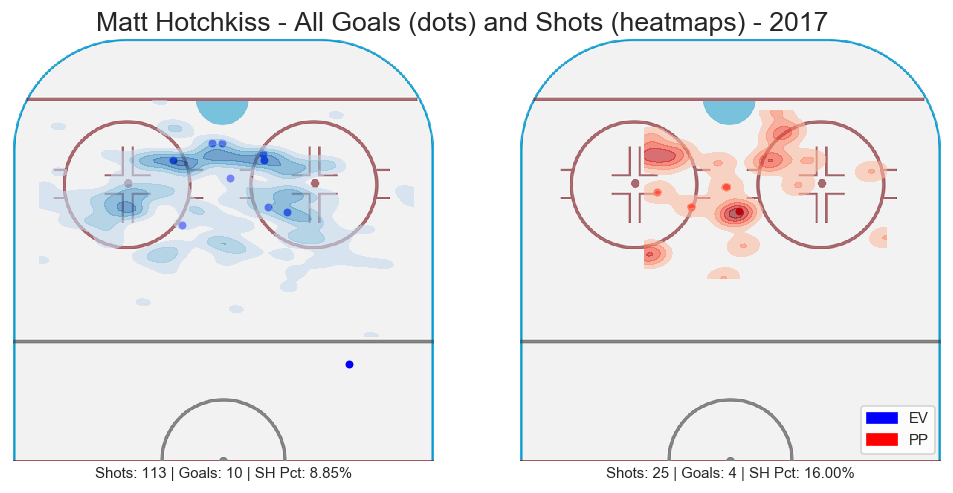 Matt Hotchkiss - All Goals (dots) and Shots (heatmaps) - 2017
EV
PP
Shots: 113 | Goals: 10 | SH Pct: 8.85%
Shots: 25 | Goals: 4 | SH Pct: 16.00%